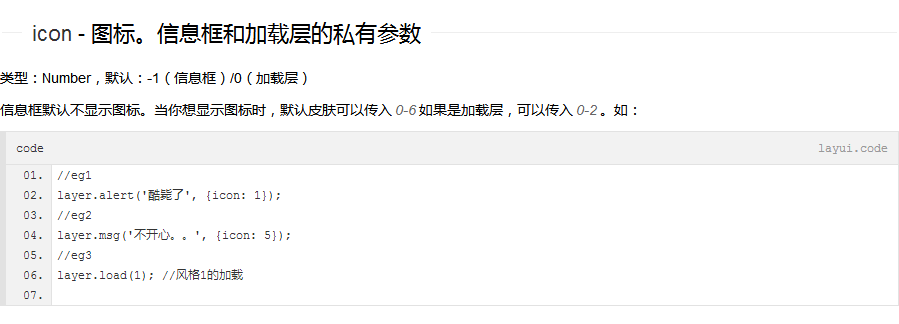 icon - 图标。信息框和加载层的私有参数
类型：Number，默认：-1（信息框）/0（加载层）
信息框默认不显示图标。当你想显示图标时，默认皮肤可以传入 0-6 如果是加载层，可以传入 0-2 。如：
code layui.code
01. //eg1
02. layer.alert('酷毙了', {icon: 1});
03. //eg2
04. layer.msg('不开心。。', {icon: 5});
05. //eg3
06. layer.load(1); //风格1的加载
07.